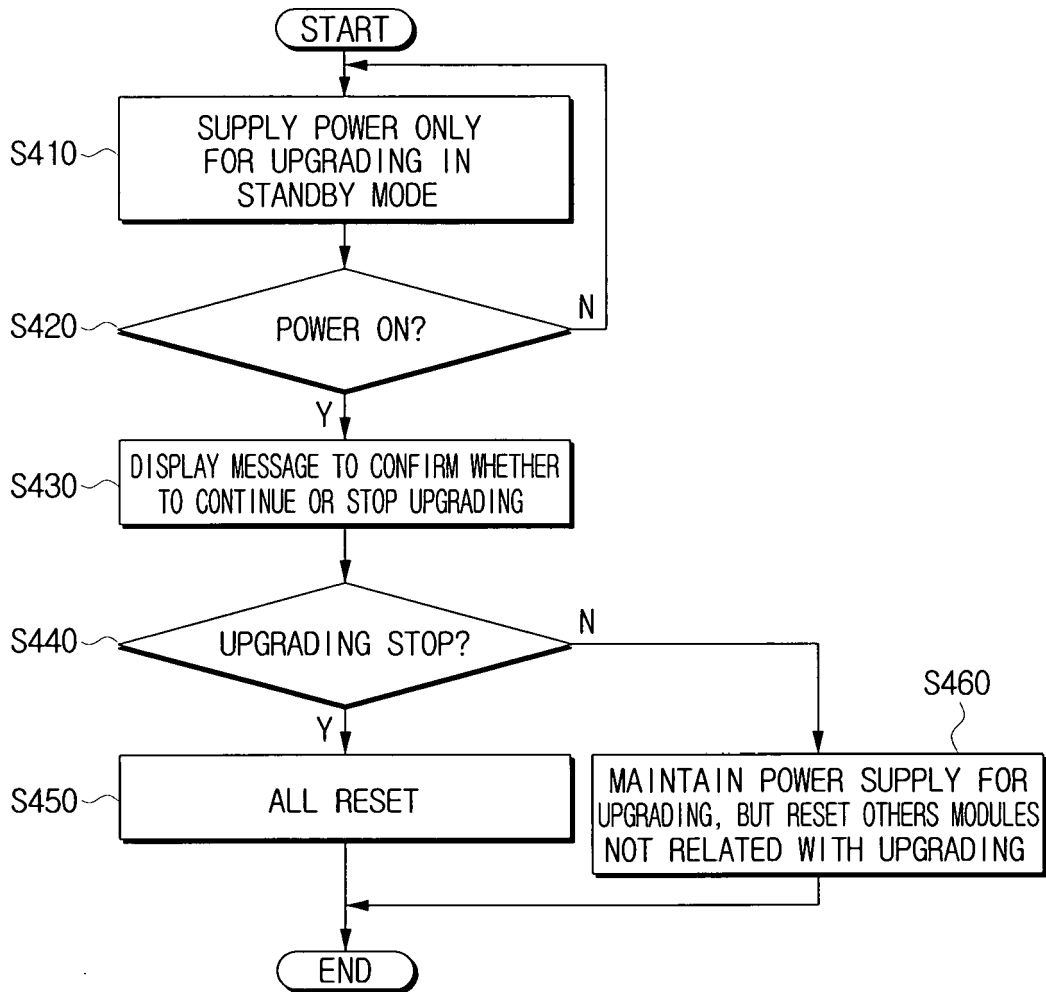 START
S410
SUPPLY POWER ONLY
FOR UPGRADING IN
STANDBY MODE
S420
POWER ON?
N
Y
S430
DISPLAY MESSAGE TO CONFIRM WHETHER
TO CONTINUE OR STOP UPGRADING
S440
UPGRADING STOP?
N
Y
S460
S450
ALL RESET
MAINTAIN POWER SUPPLY FOR
UPGRADING, BUT RESET OTHERS MODULES
NOT RELATED WITH UPGRADING
END